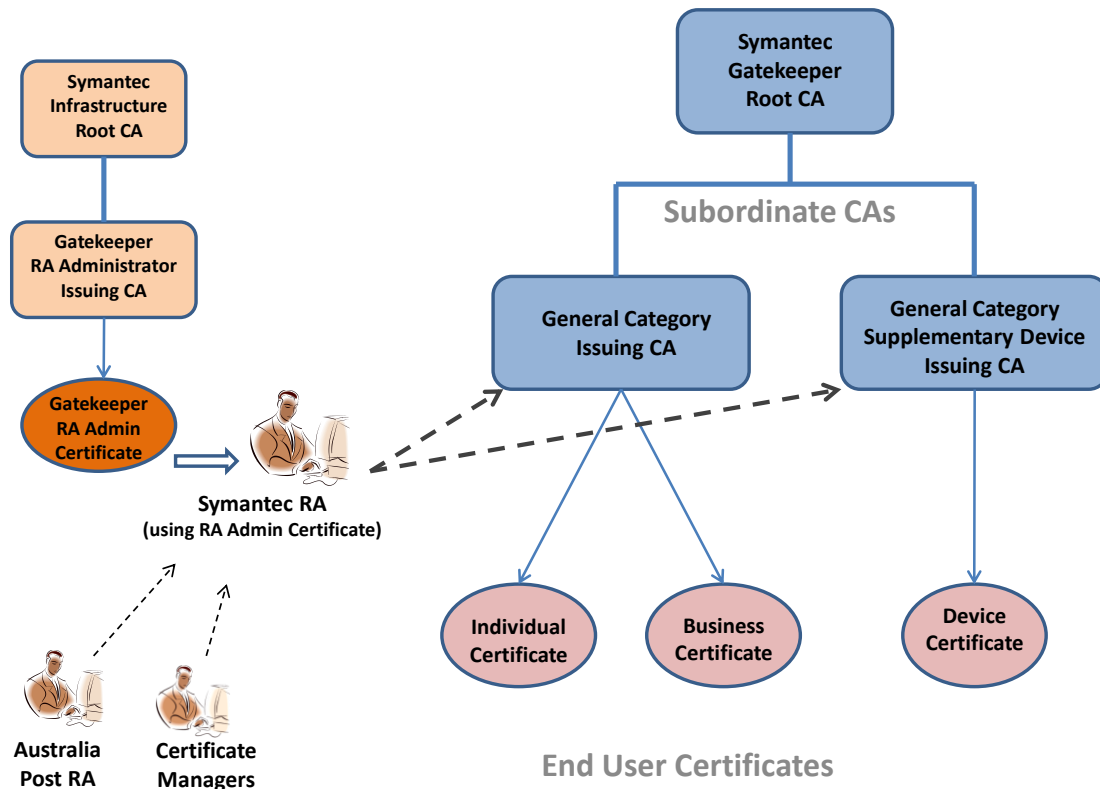 Symantec
Infrastructure
Root CA
Gatekeeper
RA Administrator
Issuing CA
Gatekeeper
RA Admin
Certificate
Symantec RA
(using RA Admin Certificate)
Australia
Post RA
Certificate
Managers
Symantec
Gatekeeper
Root CA
Subordinate CAs
General Category
Issuing CA
General Category
Supplementary Device
Issuing CA
Individual
Certificate
Business
Certificate
Device
Certificate
End User Certificates